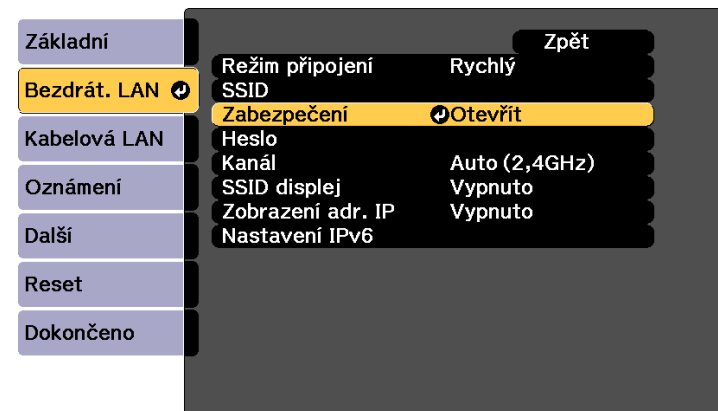 Základní
Bezdrát. LAN
Kabelová LAN
Oznámení
Další
Reset
Dokončeno
Zpět
Režim připojení Rychlý
SSID
Zabezpečení Otevřít
Heslo
Kanál Auto (2,4GHz)
SSID displej Vypnuto
Zobrazení adr. IP Vypnuto
Nastavení IPv6